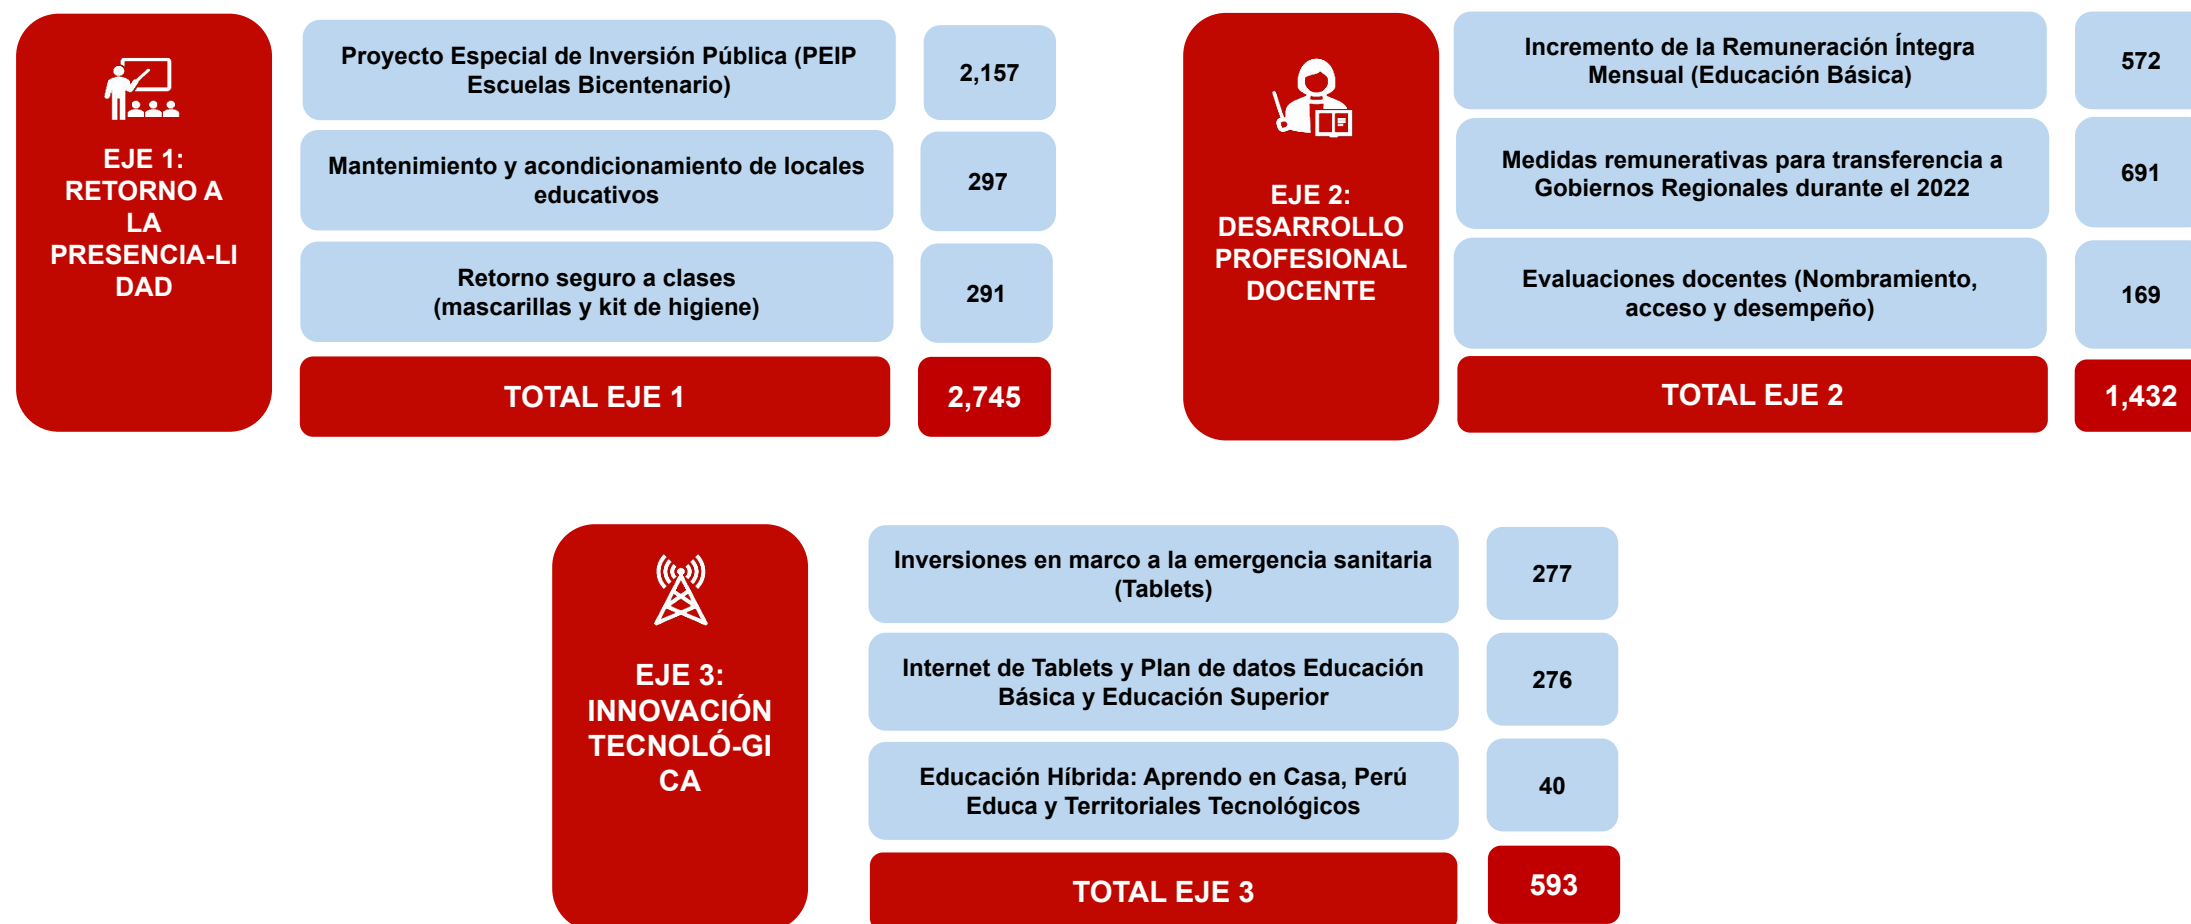 EJE 1:
RETORNO A
LA
PRESENCIA-LI
DAD
Proyecto Especial de Inversión Pública (PEIP
Escuelas Bicentenario)
2,157
Mantenimiento y acondicionamiento de locales
educativos
297
Retorno seguro a clases
(mascarillas y kit de higiene)
291
TOTAL EJE 1
2,745
EJE 2:
DESARROLLO
PROFESIONAL
DOCENTE
Incremento de la Remuneración Íntegra
Mensual (Educación Básica)
572
Medidas remunerativas para transferencia a
Gobiernos Regionales durante el 2022
691
Evaluaciones docentes (Nombramiento,
acceso y desempeño)
169
TOTAL EJE 2
1,432
EJE 3:
INNOVACIÓN
TECNOLÓ-GI
CA
Inversiones en marco a la emergencia sanitaria
(Tablets)
277
Internet de Tablets y Plan de datos Educación
Básica y Educación Superior
276
Educación Híbrida: Aprendo en Casa, Perú
Educa y Territoriales Tecnológicos
40
TOTAL EJE 3
593